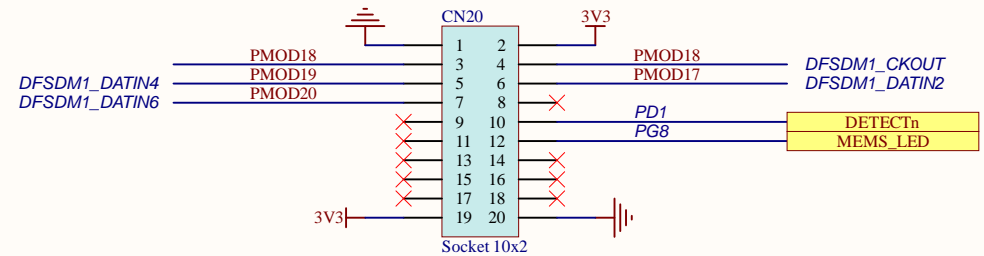 CN20 3V3
1 2
PMOD18 3 4 PMOD18 DFSDM1_CKOUT
DFSDM1_DATIN4 PMOD19 5 6 PMOD17 DFSDM1_DATIN2
DFSDM1_DATIN6 PMOD20 7 8
9 10 PD1 DETECTn
11 12 PG8 MEMS_LED
13 14
15 16
17 18
3V3 19 20
Socket 10x2